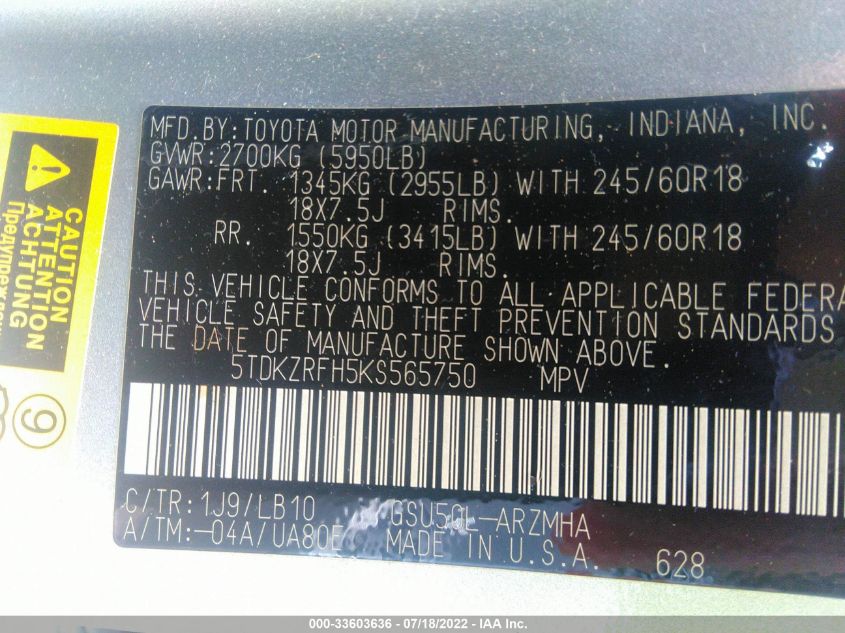 MFD. BY: TOYOTA MOTOR MANUFACTURING, INDIANA, INC.
GVWR: 2700KG (5950LB)
GAWR: FRT. 1345KG (2955LB) WITH 245/60R18
18X7.5J RIMS.
RR. 1550KG (3415LB) WITH 245/60R18
18X7.5J RIMS.
THIS VEHICLE CONFORMS TO ALL APPLICABLE FEDERA
VEHICLE SAFETY AND THEFT PREVENTION STANDARDS
THE DATE OF MANUFACTURE SHOWN ABOVE.
5TDKZRFH5KS565750 MPV
C/TR: 1J9/LB10 GSU50L-ARZMHA
A/TM: -04A/UA80E MADE IN U.S.A. 628
CAUTION
ATTENTION
ACHTUNG
9
000-33603636 - 07/18/2022 - IAA Inc.